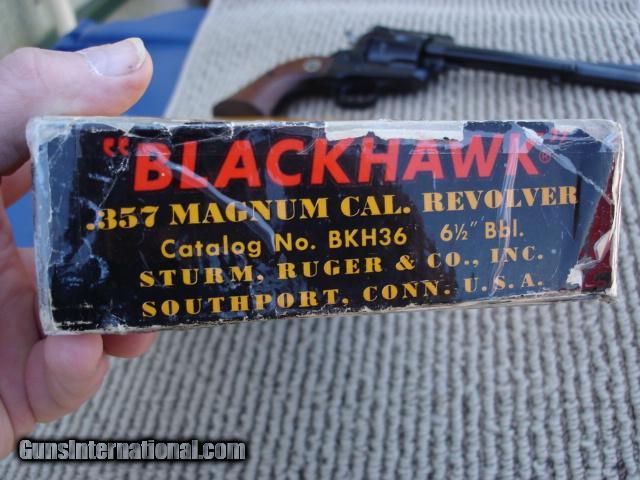 "BLACKHAWK"®
.357 MAGNUM CAL. REVOLVER
Catalog No. BKH36 6½" Bbl.
STURM, RUGER & CO., INC.
SOUTHPORT, CONN. U.S.A.
GunsInternational.com